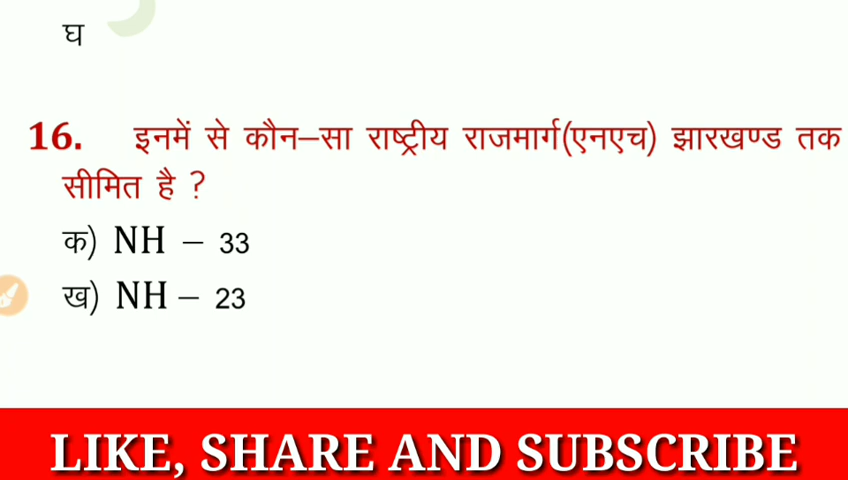 घ
16. इनमें से कौन–सा राष्ट्रीय राजमार्ग(एनएच) झारखण्ड तक
सीमित है ?
क) NH – 33
ख) NH – 23
LIKE, SHARE AND SUBSCRIBE